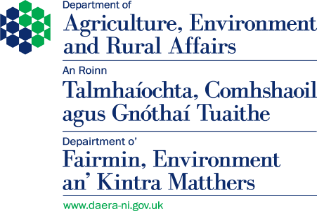 Department of
Agriculture, Environment
and Rural Affairs
An Roinn
Talmhaíochta, Comhshaoil
agus Gnóthaí Tuaithe
Depairtment o'
Fairmin, Environment
an' Kintra Matthers
www.daera-ni.gov.uk